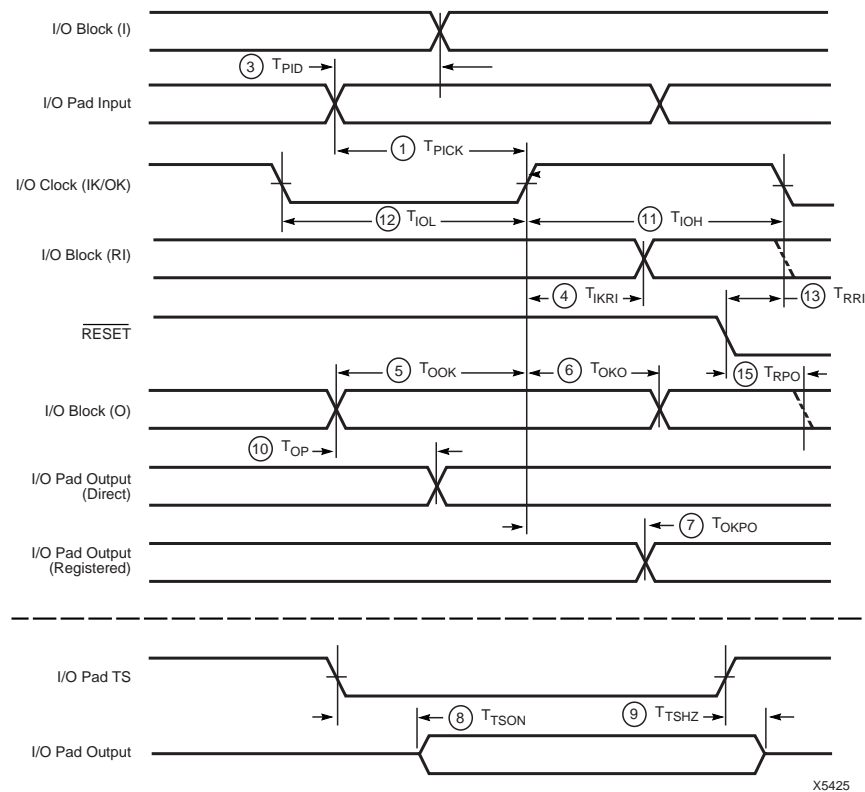 I/O Block (I)
3 TPID
I/O Pad Input
1 TPICK
I/O Clock (IK/OK)
12 TIOL
11 TIOH
I/O Block (RI)
4 TIKRI
13 TRRI
RESET
5 TOOK
6 TOKO
15 TRPO
I/O Block (O)
10 TOP
I/O Pad Output
(Direct)
7 TOKPO
I/O Pad Output
(Registered)
I/O Pad TS
8 TTSON
9 TTSHZ
I/O Pad Output
X5425